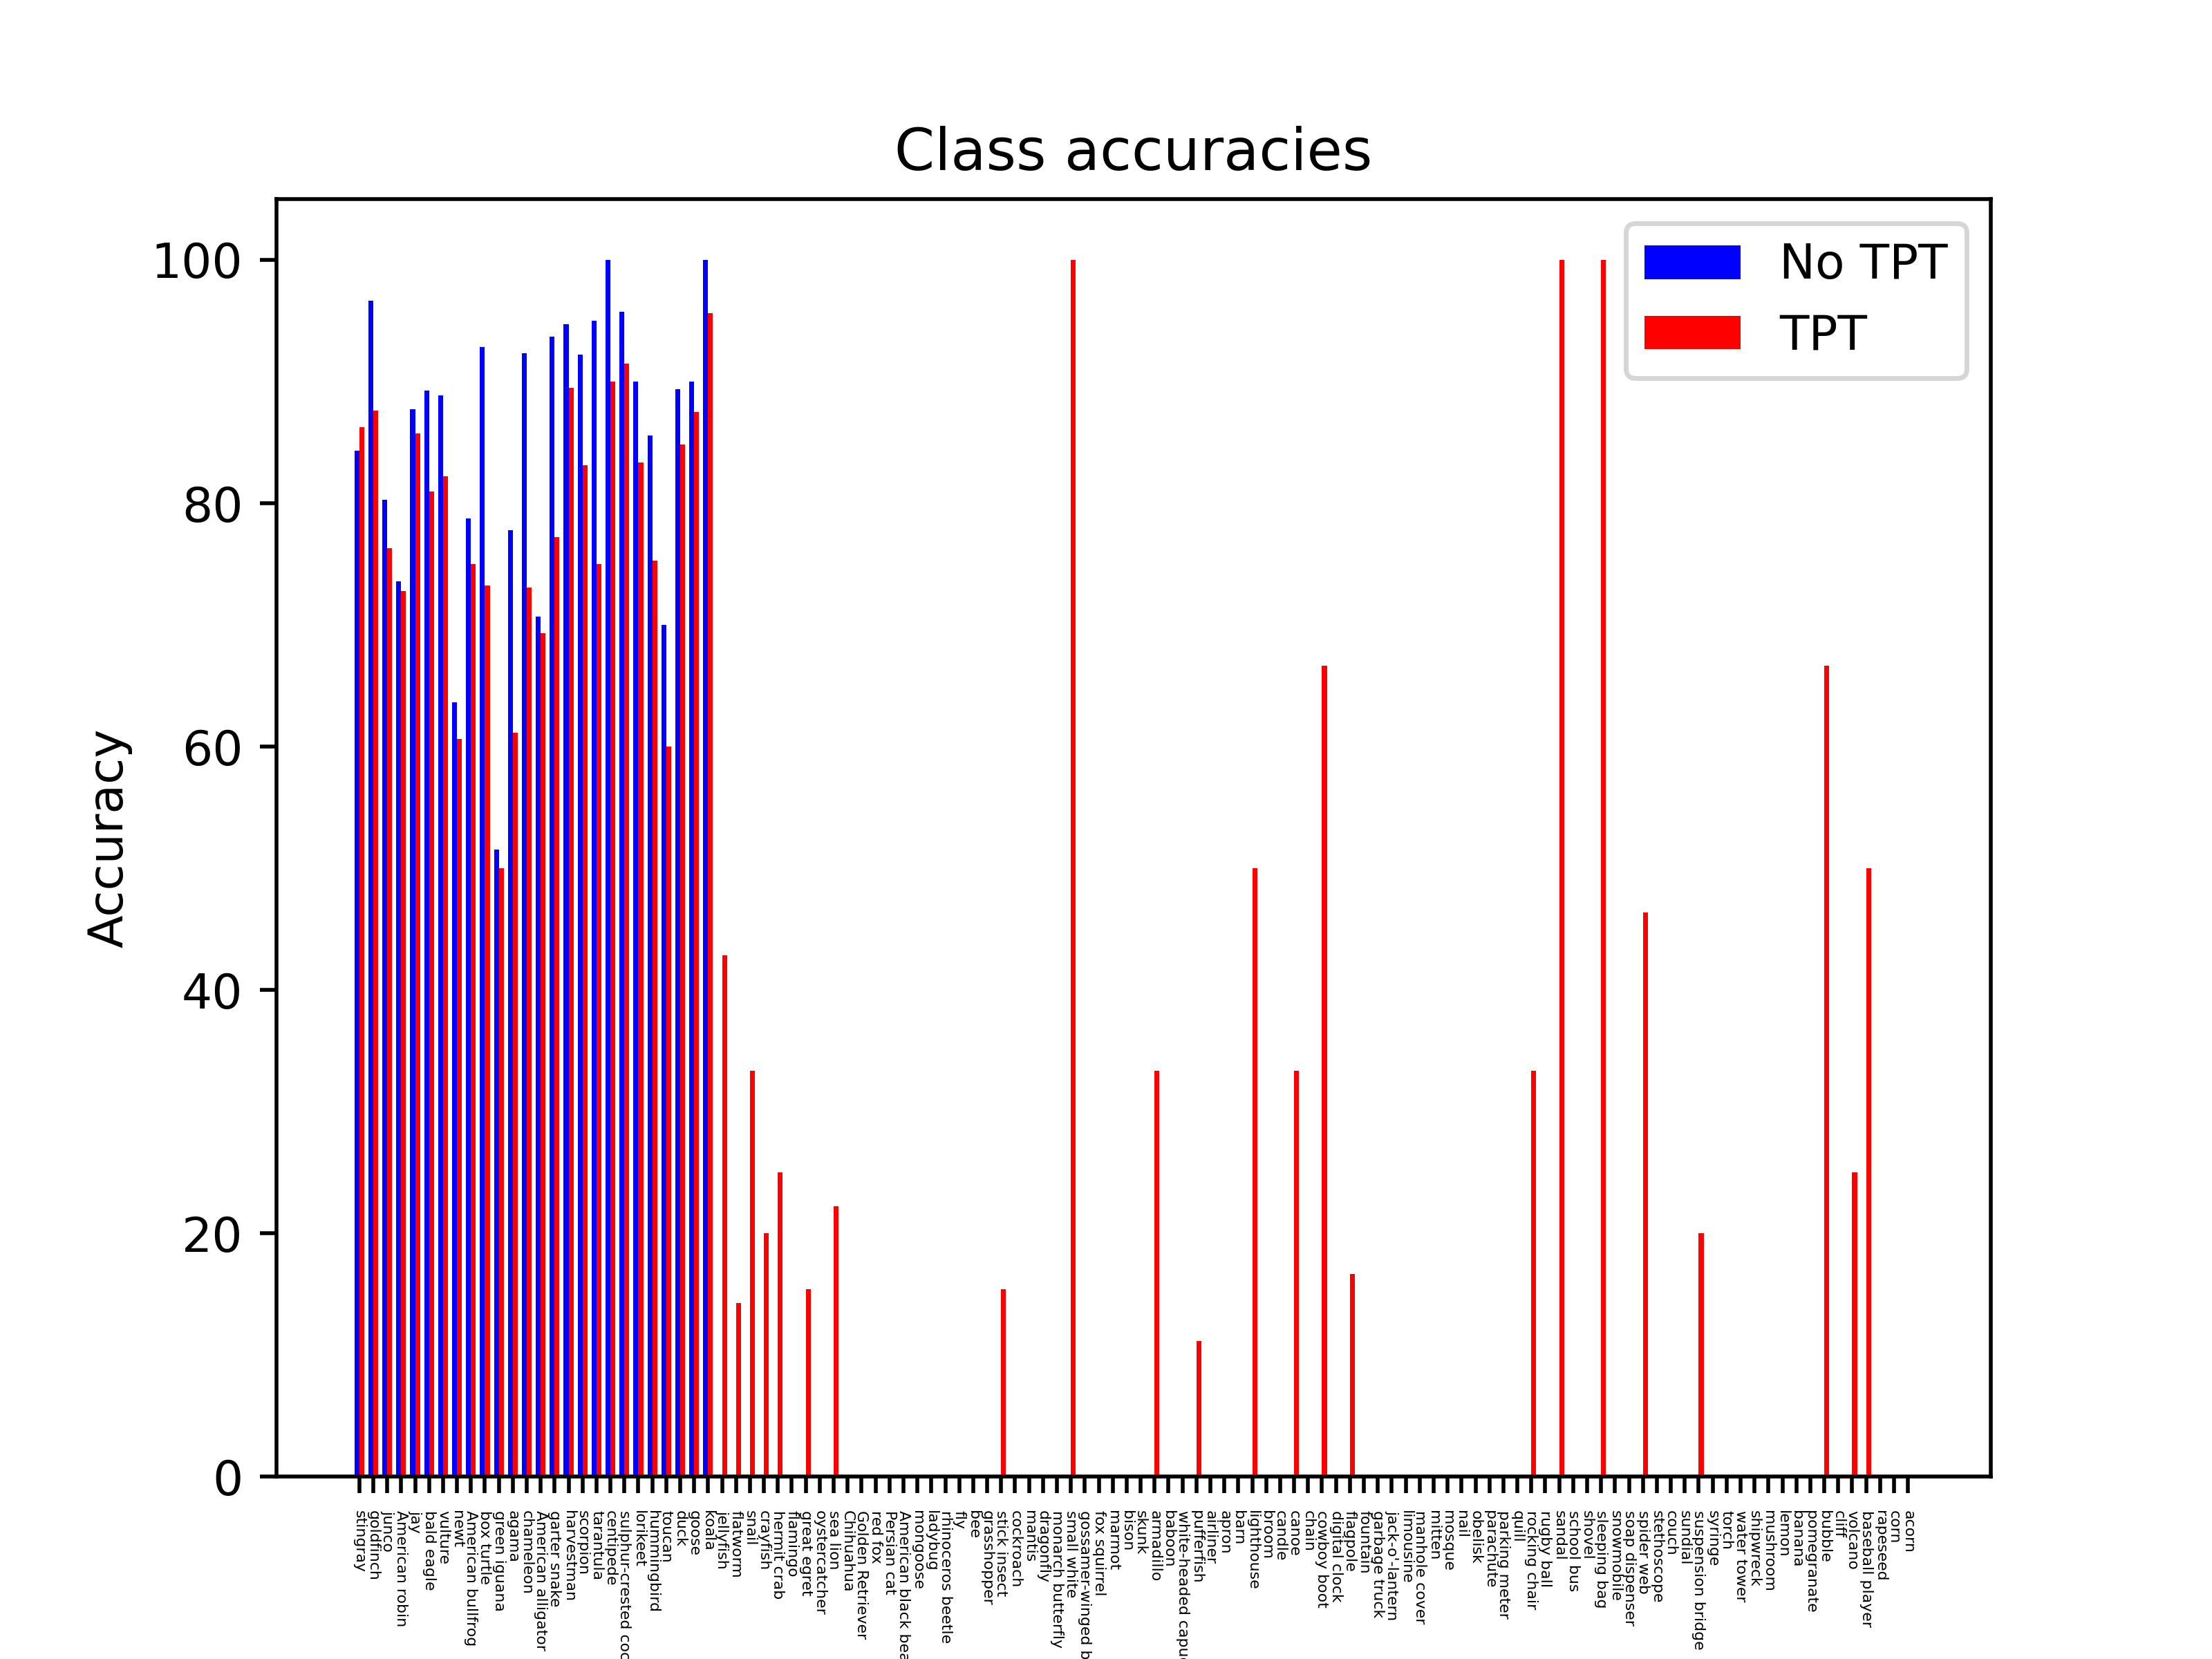 Class accuracies
No TPT
TPT
Accuracy
100
80
60
40
20
0
stingray
goldfinch
junco
American robin
jay
bald eagle
vulture
newt
American bullfrog
box turtle
green iguana
agama
chameleon
American alligator
garter snake
harvestman
scorpion
tarantula
centipede
sulphur-crested coc
lorikeet
hummingbird
toucan
duck
goose
koala
jellyfish
flatworm
snail
crayfish
hermit crab
flamingo
great egret
oystercatcher
sea lion
Chihuahua
Golden Retriever
red fox
Persian cat
American black bea
mongoose
ladybug
rhinoceros beetle
fly
bee
grasshopper
stick insect
cockroach
mantis
dragonfly
monarch butterfly
small white
gossamer-winged b
fox squirrel
marmot
bison
skunk
armadillo
baboon
white-headed capu
pufferfish
airliner
apron
barn
lighthouse
broom
candle
canoe
chain
cowboy boot
digital clock
flagpole
fountain
garbage truck
jack-o'-lantern
limousine
manhole cover
mitten
mosque
nail
obelisk
parachute
parking meter
quill
rocking chair
rugby ball
sandal
school bus
shovel
sleeping bag
snowmobile
soap dispenser
spider web
stethoscope
couch
sundial
suspension bridge
syringe
torch
water tower
shipwreck
mushroom
lemon
banana
pomegranate
bubble
cliff
volcano
baseball player
rapeseed
corn
acorn